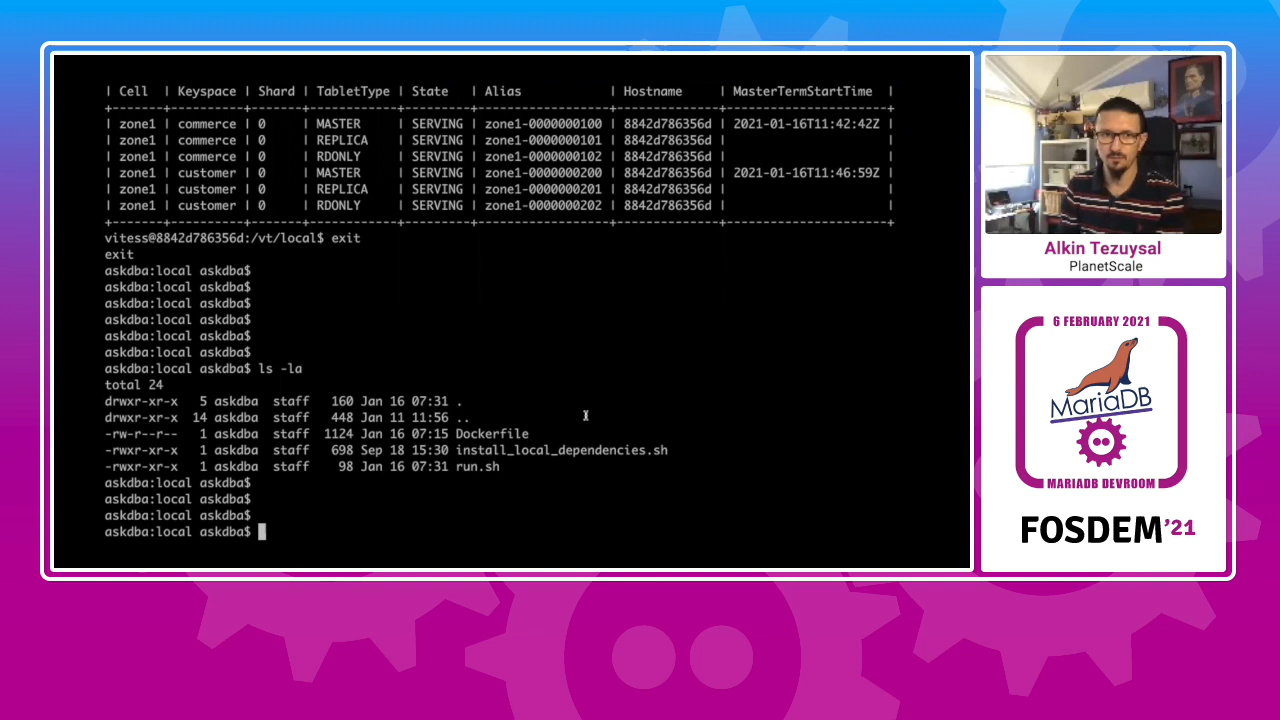 | Cell | Keyspace | Shard | TabletType | State | Alias | Hostname | MasterTermStartTime |
+-------+----------+-------+------------+---------+------------------+--------------+----------------------+
| zone1 | commerce | 0 | MASTER | SERVING | zone1-0000000100 | 8842d786356d | 2021-01-16T11:42:42Z |
| zone1 | commerce | 0 | REPLICA | SERVING | zone1-0000000101 | 8842d786356d | |
| zone1 | commerce | 0 | RDONLY | SERVING | zone1-0000000102 | 8842d786356d | |
| zone1 | customer | 0 | MASTER | SERVING | zone1-0000000200 | 8842d786356d | 2021-01-16T11:46:59Z |
| zone1 | customer | 0 | REPLICA | SERVING | zone1-0000000201 | 8842d786356d | |
| zone1 | customer | 0 | RDONLY | SERVING | zone1-0000000202 | 8842d786356d | |
+-------+----------+-------+------------+---------+------------------+--------------+----------------------+
vitess@8842d786356d:/vt/local$ exit
exit
askdba:local askdba$
askdba:local askdba$
askdba:local askdba$
askdba:local askdba$
askdba:local askdba$
askdba:local askdba$
askdba:local askdba$ ls -la
total 24
drwxr-xr-x 5 askdba staff 160 Jan 16 07:31 .
drwxr-xr-x 14 askdba staff 448 Jan 11 11:56 ..
-rw-r--r-- 1 askdba staff 1124 Jan 16 07:15 Dockerfile
-rwxr-xr-x 1 askdba staff 698 Sep 18 15:30 install_local_dependencies.sh
-rwxr-xr-x 1 askdba staff 98 Jan 16 07:31 run.sh
askdba:local askdba$
askdba:local askdba$
askdba:local askdba$
askdba:local askdba$
Alkin Tezuysal
PlanetScale
6 FEBRUARY 2021
MariaDB
MARIADB DEVROOM
FOSDEM'21